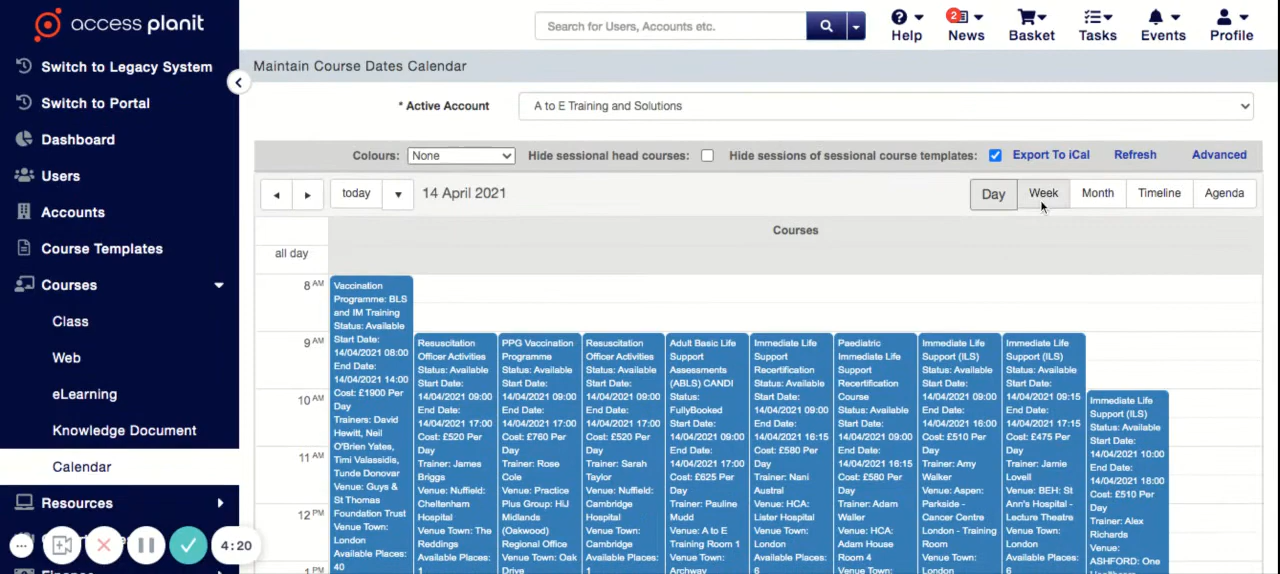 access planit
Switch to Legacy System
Switch to Portal
Dashboard
Users
Accounts
Course Templates
Courses
Class
Web
eLearning
Knowledge Document
Calendar
Resources
4:20
Search for Users, Accounts etc.
Help
2
News
Basket
Tasks
Events
Profile
Maintain Course Dates Calendar
* Active Account
A to E Training and Solutions
Colours:
None
Hide sessional head courses:
Hide sessions of sessional course templates:
Export To iCal
Refresh
Advanced
today
14 April 2021
Day
Week
Month
Timeline
Agenda
Courses
all day
8 AM
9 AM
10 AM
11 AM
12 PM
1 PM
Vaccination
Programme: BLS
and IM Training
Status: Available
Start Date:
14/04/2021 08:00
End Date:
14/04/2021 14:00
Cost: £1900 Per
Day
Trainers: David
Hewitt, Neil
O'Brien Yates,
Timi Valassidis,
Tunde Donovar
Venue: Guys &
St Thomas
Foundation Trust
Venue Town:
London
Available Places:
40
Resuscitation
Officer Activities
Status: Available
Start Date:
14/04/2021 09:00
End Date:
14/04/2021 17:00
Cost: £520 Per
Day
Trainer: James
Briggs
Venue: Nuffield:
Cheltenham
Hospital
Venue Town: The
Reddings
Available Places:
1
PPG Vaccination
Programme
Status: Available
Start Date:
14/04/2021 09:00
End Date:
14/04/2021 17:00
Cost: £760 Per
Day
Trainer: Rose
Cole
Venue: Practice
Plus Group: HiJ
Midlands
(Oakwood)
Regional Office
Venue Town: Oak
Drive
Resuscitation
Officer Activities
Status: Available
Start Date:
14/04/2021 09:00
End Date:
14/04/2021 17:00
Cost: £520 Per
Day
Trainer: Sarah
Taylor
Venue: Nuffield:
Cambridge
Hospital
Venue Town:
Cambridge
Available Places:
1
Adult Basic Life
Support
Assessments
(ABLS) CANDI
Status:
FullyBooked
Start Date:
14/04/2021 09:00
End Date:
14/04/2021 17:00
Cost: £625 Per
Day
Trainer: Pauline
Mudd
Venue: A to E
Training Room 1
Archway
Immediate Life
Support
Recertification
Status: Available
Start Date:
14/04/2021 09:00
End Date:
14/04/2021 16:15
Cost: £580 Per
Day
Trainer: Nani
Austral
Venue: HCA:
Lister Hospital
Venue Town:
London
Available Places:
6
Paediatric
Immediate Life
Support
Recertification
Course
Status: Available
Start Date:
14/04/2021 09:00
End Date:
14/04/2021 16:15
Cost: £580 Per
Day
Trainer: Adam
Waller
Venue: HCA:
Adam House
Room 4
Venue Town:
Immediate Life
Support (ILS)
Status: Available
Start Date:
14/04/2021 09:00
End Date:
14/04/2021 16:00
Cost: £510 Per
Day
Trainer: Amy
Walker
Venue: Aspen:
Parkside -
Cancer Centre
London - Training
Room
Venue Town:
London
Immediate Life
Support (ILS)
Status: Available
Start Date:
14/04/2021 09:15
End Date:
14/04/2021 17:15
Cost: £475 Per
Day
Trainer: Jamie
Lovell
Venue: BEH: St
Ann's Hospital -
Lecture Theatre
Venue Town:
London
Available Places:
6
Immediate Life
Support (ILS)
Status: Available
Start Date:
14/04/2021 10:00
End Date:
14/04/2021 18:00
Cost: £510 Per
Day
Trainer: Alex
Richards
Venue:
ASHFORD: One